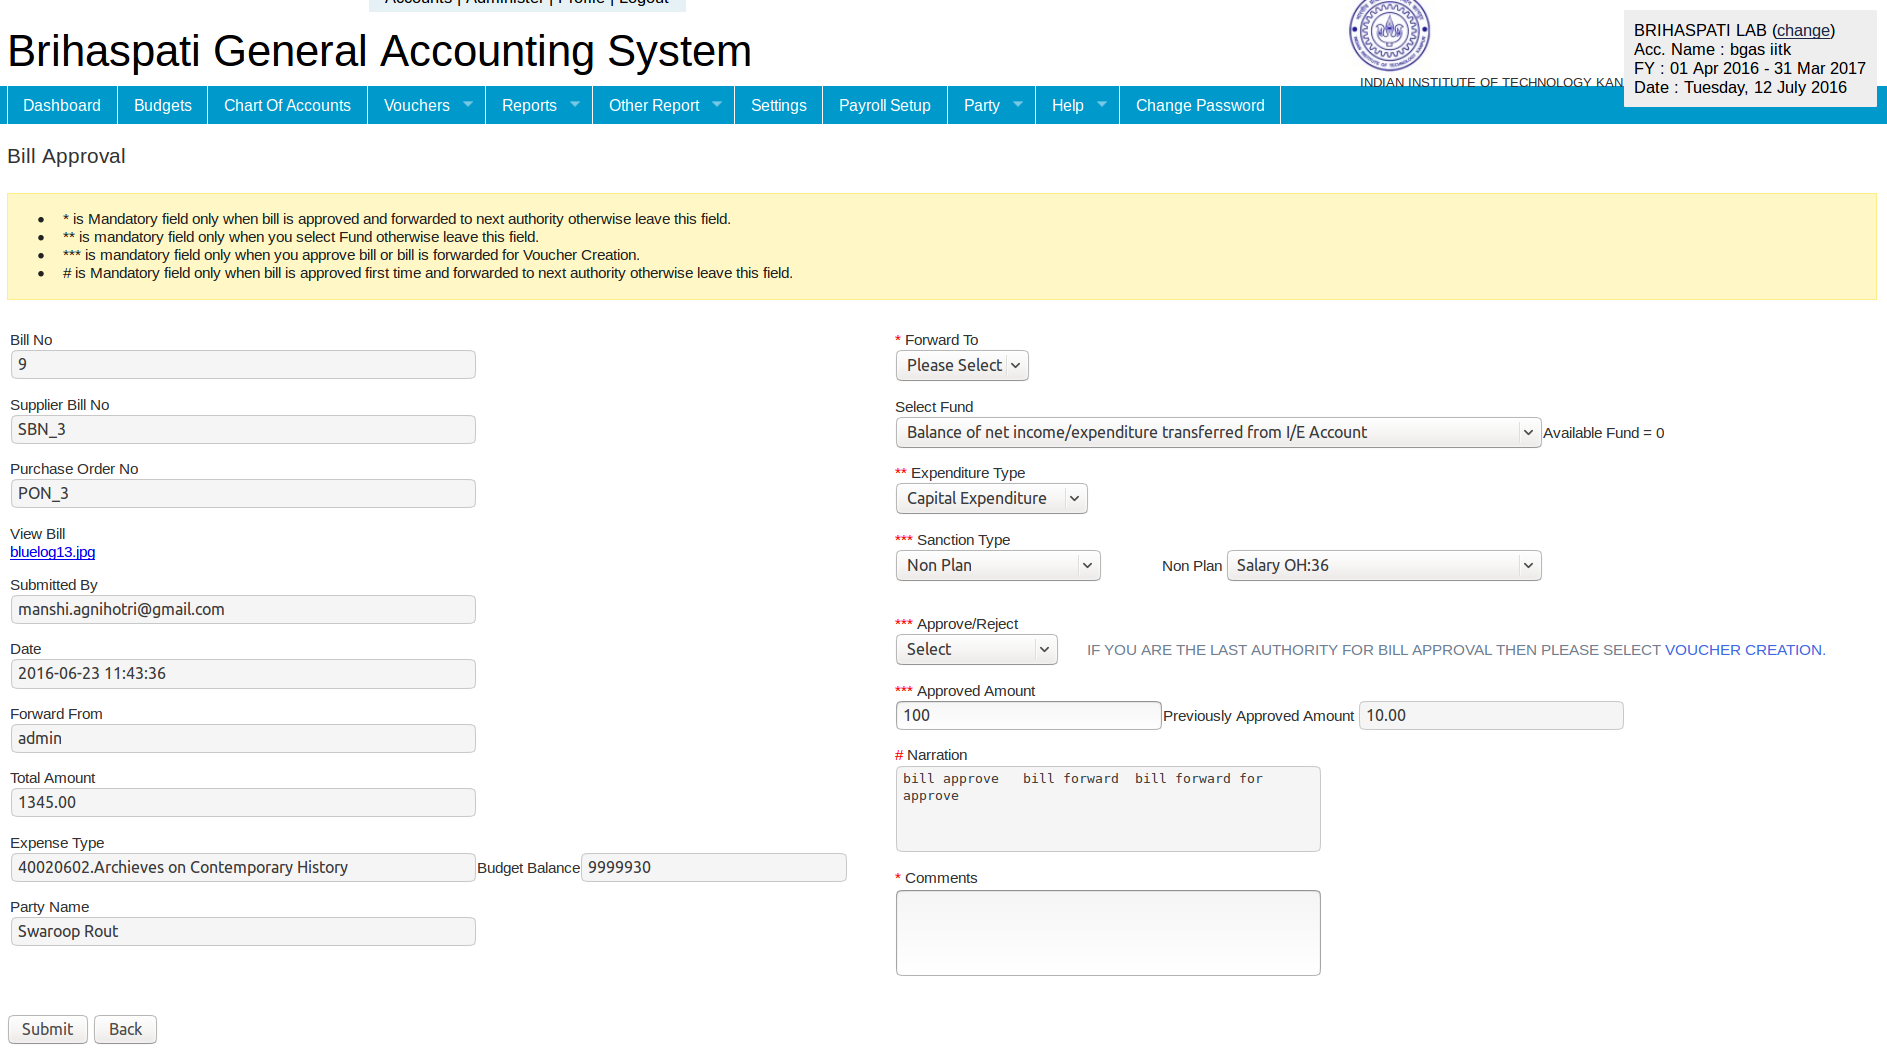 Accounts | Administer | Profile | Logout
Brihaspati General Accounting System
INDIAN INSTITUTE OF TECHNOLOGY KAN
BRIHASPATI LAB (change)
Acc. Name : bgas iitk
FY : 01 Apr 2016 - 31 Mar 2017
Date : Tuesday, 12 July 2016
Dashboard Budgets Chart Of Accounts Vouchers Reports Other Report Settings Payroll Setup Party Help Change Password
Bill Approval
* is Mandatory field only when bill is approved and forwarded to next authority otherwise leave this field.
** is mandatory field only when you select Fund otherwise leave this field.
*** is mandatory field only when you approve bill or bill is forwarded for Voucher Creation.
# is Mandatory field only when bill is approved first time and forwarded to next authority otherwise leave this field.
Bill No
9
Supplier Bill No
SBN_3
Purchase Order No
PON_3
View Bill
bluelog13.jpg
Submitted By
manshi.agnihotri@gmail.com
Date
2016-06-23 11:43:36
Forward From
admin
Total Amount
1345.00
Expense Type
40020602.Archieves on Contemporary History Budget Balance 9999930
Party Name
Swaroop Rout
* Forward To
Please Select
Select Fund
Balance of net income/expenditure transferred from I/E Account Available Fund = 0
** Expenditure Type
Capital Expenditure
*** Sanction Type
Non Plan Non Plan Salary OH:36
*** Approve/Reject
Select IF YOU ARE THE LAST AUTHORITY FOR BILL APPROVAL THEN PLEASE SELECT VOUCHER CREATION.
*** Approved Amount
100 Previously Approved Amount 10.00
# Narration
bill approve bill forward bill forward for
approve
* Comments
Submit Back